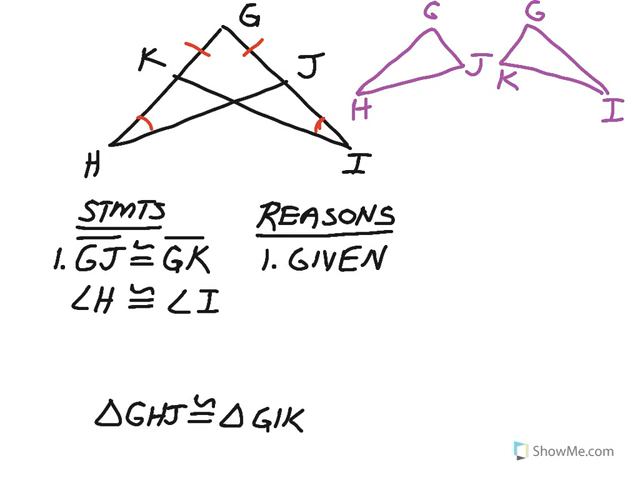 G
G G
K J
J K
H I
H I
STMTS REASONS
1. GJ ≅ GK 1. GIVEN
∠H ≅ ∠I
△GHJ ≅ △GIK
ShowMe.com